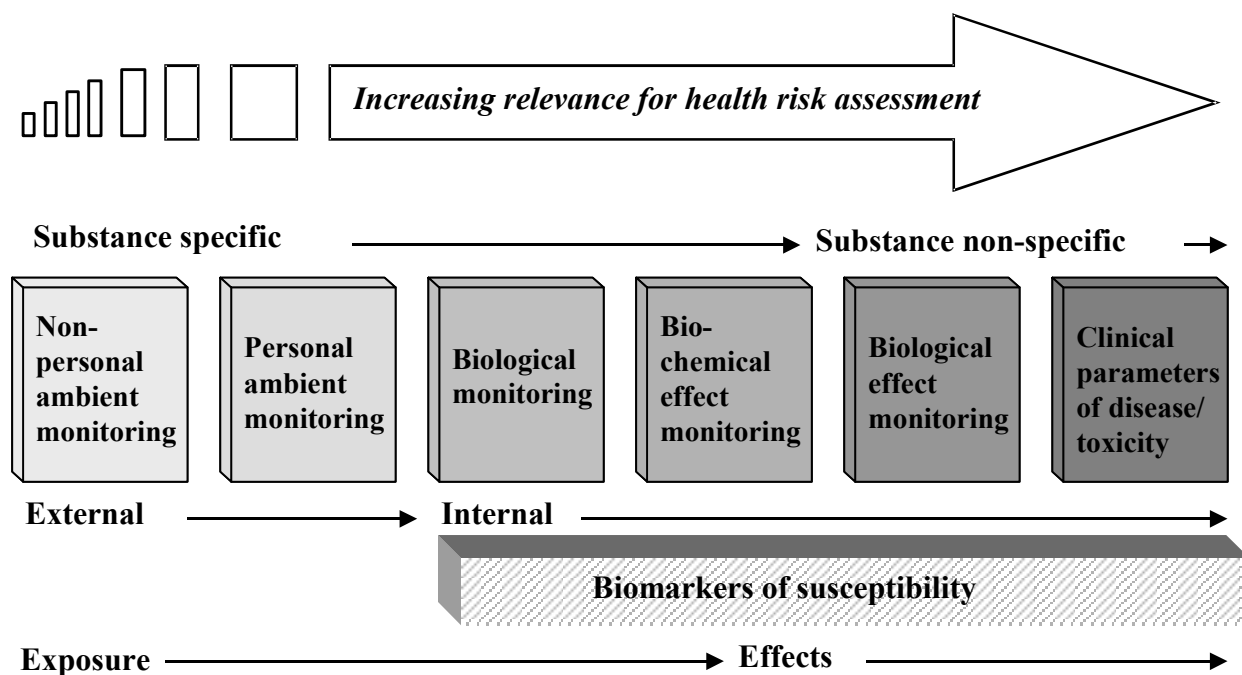 Increasing relevance for health risk assessment
Substance specific
Substance non-specific
Non-
personal
ambient
monitoring
Personal
ambient
monitoring
Biological
monitoring
Bio-
chemical
effect
monitoring
Biological
effect
monitoring
Clinical
parameters
of disease/
toxicity
External
Internal
Biomarkers of susceptibility
Exposure
Effects